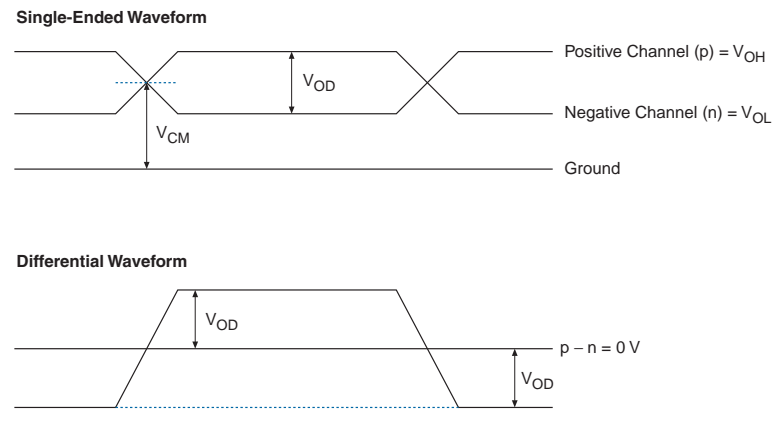 Single-Ended Waveform
Positive Channel (p) = VOH
VOD
Negative Channel (n) = VOL
VCM
Ground
Differential Waveform
VOD
p − n = 0 V
VOD